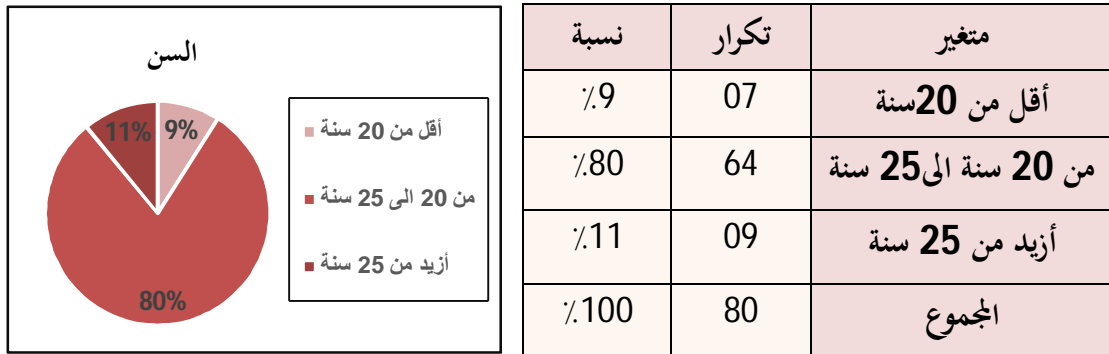 متغير تكرار نسبة
أقل من 20سنة 07 9٪
من 20 سنة الى25 سنة 64 80٪
أزيد من 25 سنة 09 11٪
المجموع 80 100٪
السن
11% 9%
80%
أقل من 20 سنة
من 20 الى 25 سنة
أزيد من 25 سنة